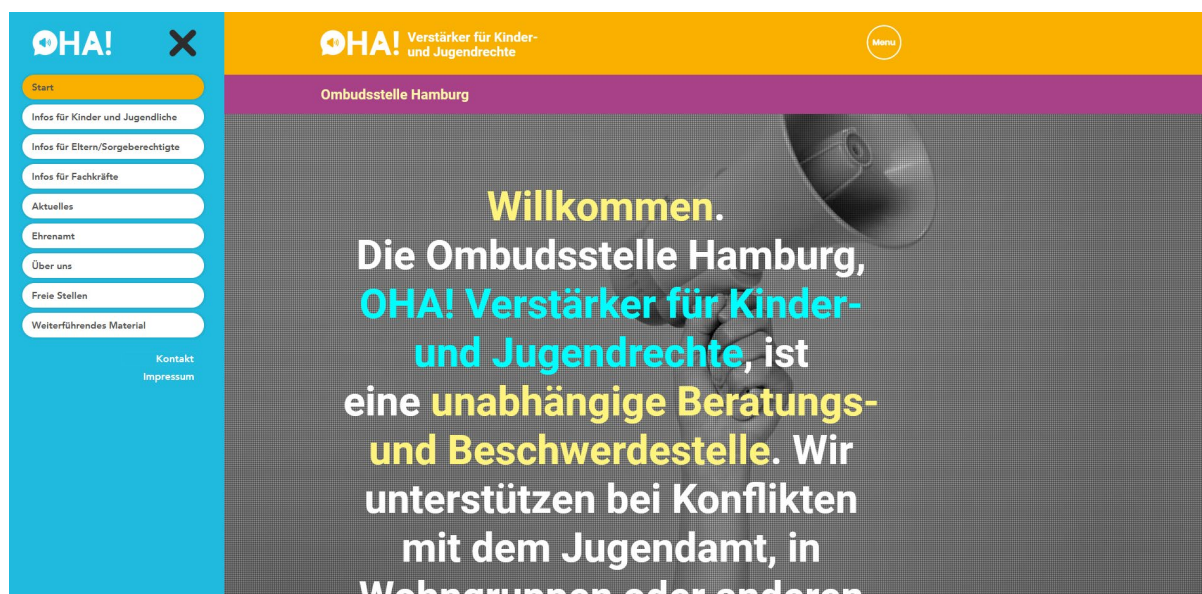 OHA!
Start
Infos für Kinder und Jugendliche
Infos für Eltern/Sorgeberechtigte
Infos für Fachkräfte
Aktuelles
Ehrenamt
Über uns
Freie Stellen
Weiterführendes Material
Kontakt
Impressum
OHA! Verstärker für Kinder-
und Jugendrechte
Menu
Ombudsstelle Hamburg
Willkommen.
Die Ombudsstelle Hamburg,
OHA! Verstärker für Kinder-
und Jugendrechte, ist
eine unabhängige Beratungs-
und Beschwerdestelle. Wir
unterstützen bei Konflikten
mit dem Jugendamt, in
Wohngruppen oder anderen